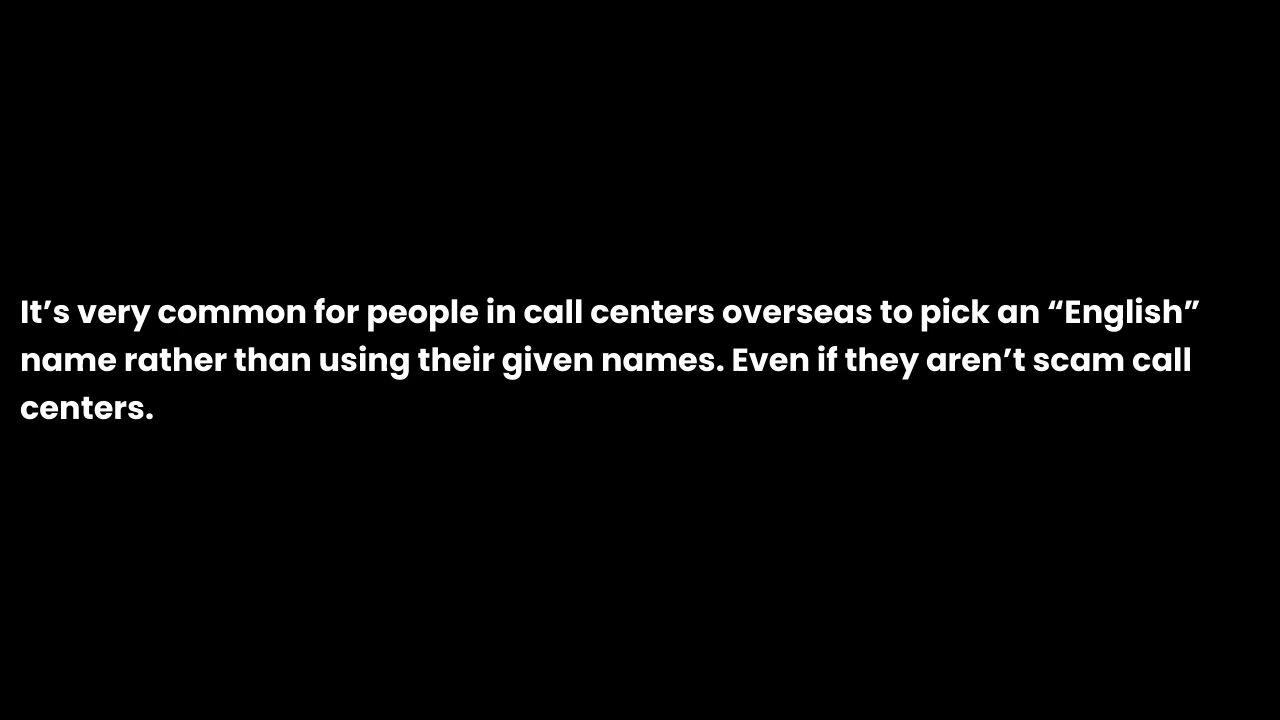 It’s very common for people in call centers overseas to pick an “English”
name rather than using their given names. Even if they aren’t scam call
centers.